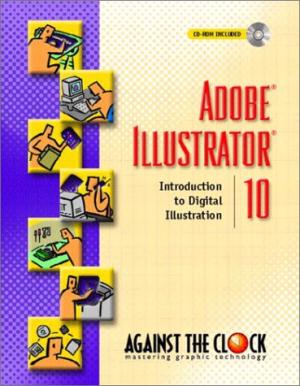 CD-ROM INCLUDED
ADOBE®
ILLUSTRATOR®
Introduction
to Digital
Illustration
10
AGAINST THE CLOCK
mastering graphic technology